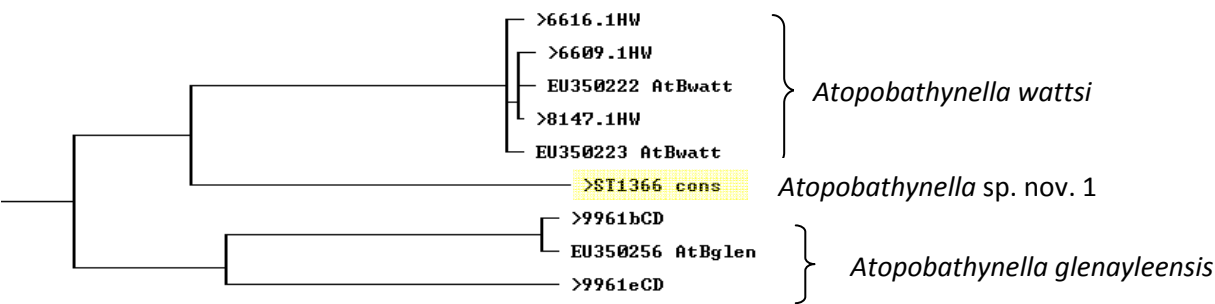 >6616.1HW
>6609.1HW
EU350222 AtBwatt
>8147.1HW
EU350223 AtBwatt
Atopobathynella wattsi
>ST1366 cons
Atopobathynella sp. nov. 1
>9961bCD
EU350256 AtBglen
>9961eCD
Atopobathynella glenayleensis